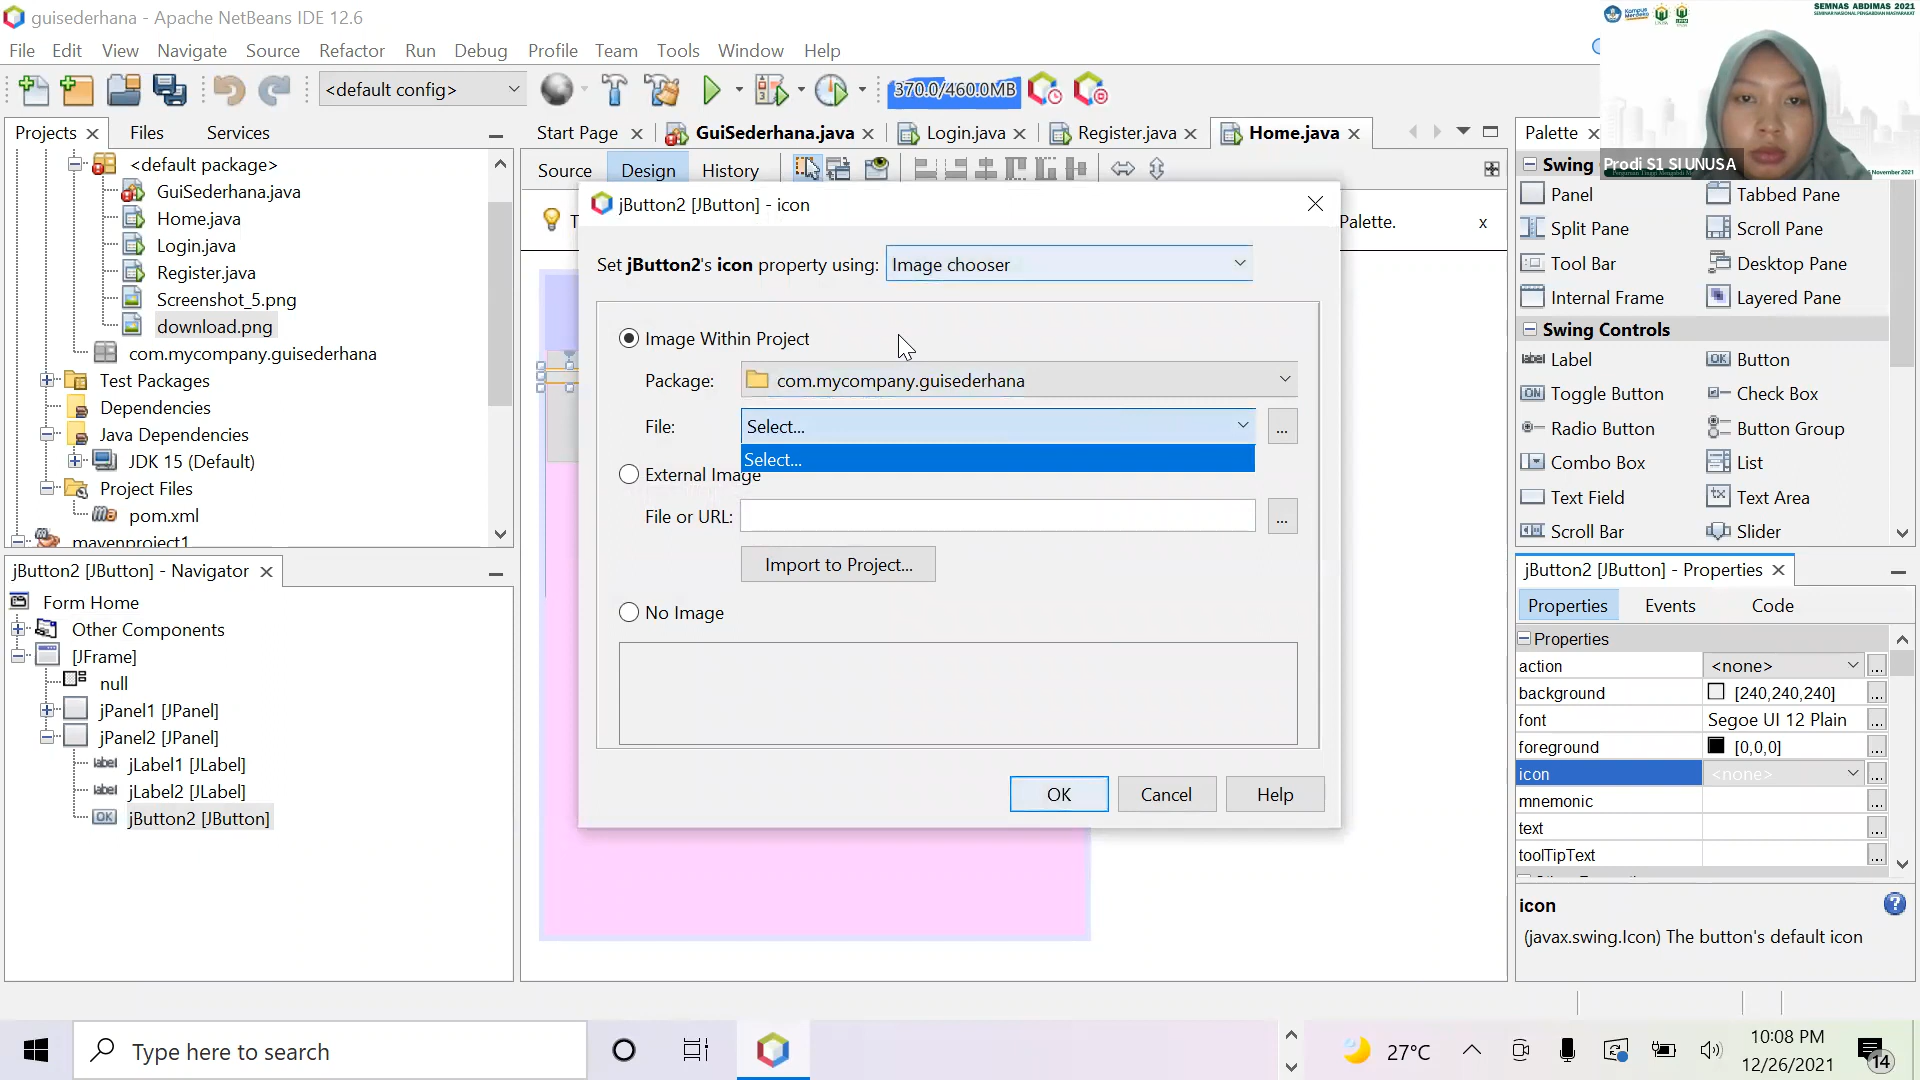 guisederhana - Apache NetBeans IDE 12.6
SEMNAS ABDIMAS 2021
File Edit View Navigate Source Refactor Run Debug Profile Team Tools Window Help
<default config>
370.0/460.0MB
Projects
Files
Services
Start Page
GuiSederhana.java
Login.java
Register.java
Home.java
Palette
Prodi S1 SI UNUSA
Source
Design
History
Palette.
x
<default package>
GuiSederhana.java
Home.java
Login.java
Register.java
Screenshot_5.png
download.png
com.mycompany.guisederhana
Test Packages
Dependencies
Java Dependencies
JDK 15 (Default)
Project Files
pom.xml
mavenproject1
jButton2 [JButton] - Navigator
Form Home
Other Components
[JFrame]
null
jPanel1 [JPanel]
jPanel2 [JPanel]
label jLabel1 [JLabel]
label jLabel2 [JLabel]
OK jButton2 [JButton]
jButton2 [JButton] - icon
Set jButton2's icon property using: Image chooser
Image Within Project
Package: com.mycompany.guisederhana
File: Select...
...
Select...
External Image
File or URL:
...
Import to Project...
No Image
OK
Cancel
Help
Swing
Panel
Tabbed Pane
Split Pane
Scroll Pane
Tool Bar
Desktop Pane
Internal Frame
Layered Pane
Swing Controls
label Label
OK Button
ON Toggle Button
Check Box
Radio Button
Button Group
Combo Box
List
Text Field
Text Area
Scroll Bar
Slider
jButton2 [JButton] - Properties
Properties
Events
Code
Properties
action <none> ...
background [240,240,240] ...
font Segoe UI 12 Plain ...
foreground [0,0,0] ...
icon <none> ...
mnemonic ...
text ...
toolTipText ...
icon
(javax.swing.Icon) The button's default icon
Type here to search
27°C
10:08 PM
12/26/2021
14